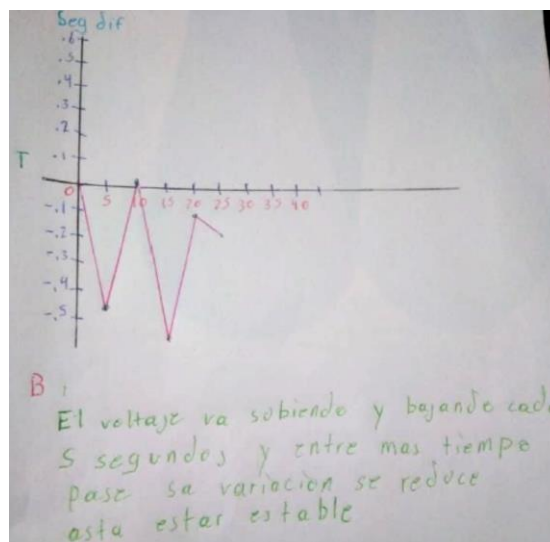 Seg dif
.6
.5
.4
.3
.2
T
.1
0
5 10 15 20 25 30 35 40
-.1
-.2
-.3
-.4
-.5
B
El voltaje va subiendo y bajando cada
5 segundos y entre mas tiempo
pase sa variacion se reduce
asta estar estable